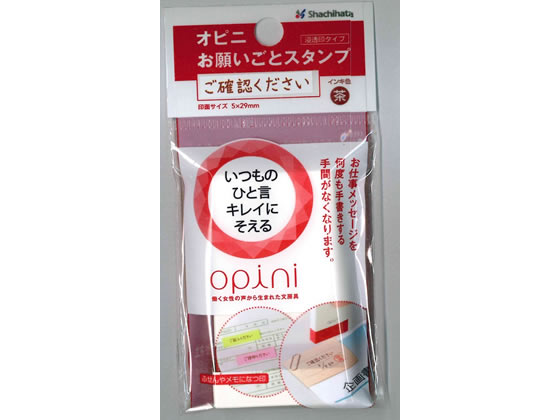 Shachihata
オピニ
浸透印タイプ
お願いごとスタンプ
ご確認ください
インキ色
茶
印面サイズ 5×29mm
お仕事メッセージを
何度も手書きする
手間がなくなります。
いつもの
ひと言
キレイに
そえる
opini
働く女性の声から生まれた文房具
ふせんやメモになつ印